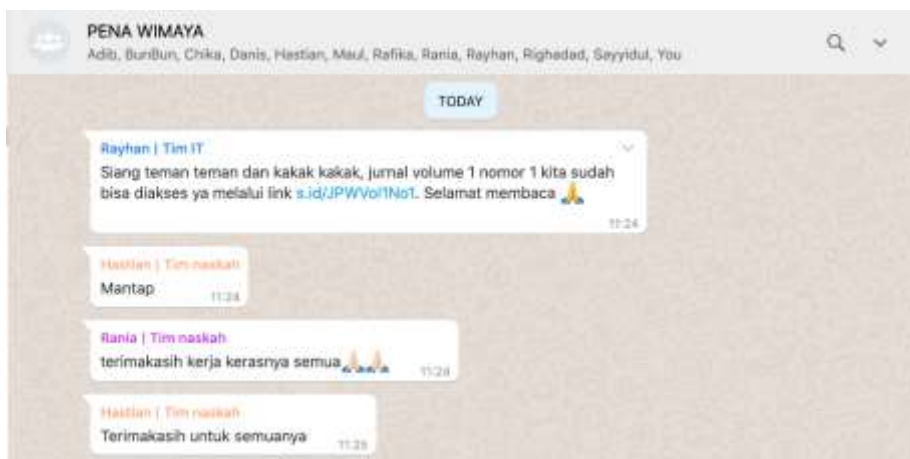 PENA WIMAYA
Adib, BunBun, Chika, Danis, Hastian, Maul, Rafika, Rania, Rayhan, Righadad, Sayyidul, You
TODAY
Rayhan | Tim IT
Siang teman teman dan kakak kakak, jurnal volume 1 nomor 1 kita sudah
bisa diakses ya melalui link s.id/JPWVol1No1. Selamat membaca 🙏
11:24
Hastian | Tim naskah
Mantap
11:24
Rania | Tim naskah
terimakasih kerja kerasnya semua🙏🏻🙏🏻
11:24
Hastian | Tim naskah
Terimakasih untuk semuanya
11:25